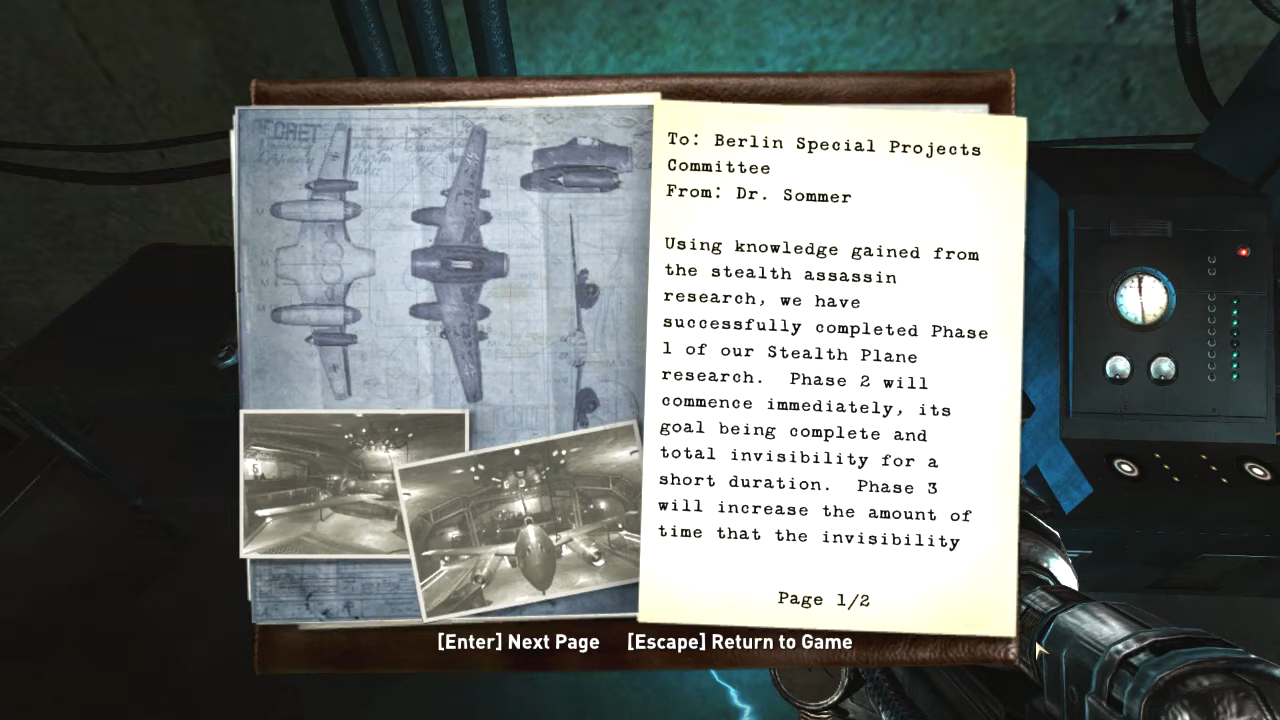 SECRET
To: Berlin Special Projects
Committee
From: Dr. Sommer
Using knowledge gained from
the stealth assassin
research, we have
successfully completed Phase
1 of our Stealth Plane
research.  Phase 2 will
commence immediately, its
goal being complete and
total invisibility for a
short duration.  Phase 3
will increase the amount of
time that the invisibility
Page 1/2
[Enter] Next Page [Escape] Return to Game